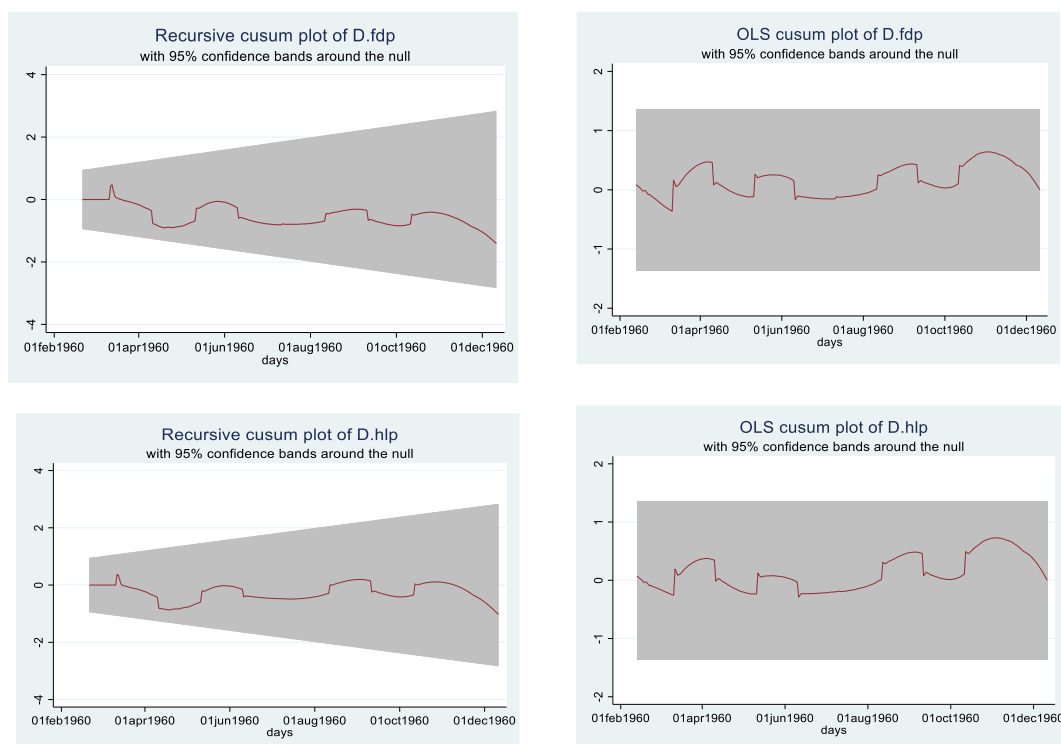 Recursive cusum plot of D.fdp
with 95% confidence bands around the null
4
2
0
-2
-4
01feb1960 01apr1960 01jun1960 01aug1960 01oct1960 01dec1960
days
OLS cusum plot of D.fdp
with 95% confidence bands around the null
2
1
0
-1
-2
01feb1960 01apr1960 01jun1960 01aug1960 01oct1960 01dec1960
days
Recursive cusum plot of D.hlp
with 95% confidence bands around the null
4
2
0
-2
-4
01feb1960 01apr1960 01jun1960 01aug1960 01oct1960 01dec1960
days
OLS cusum plot of D.hlp
with 95% confidence bands around the null
2
1
0
-1
-2
01feb1960 01apr1960 01jun1960 01aug1960 01oct1960 01dec1960
days